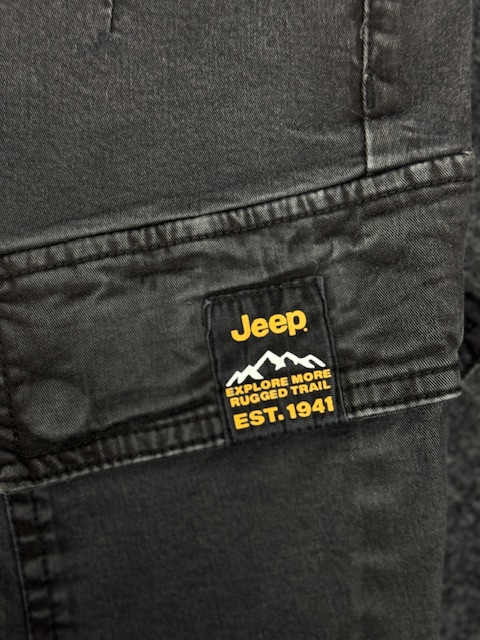 Jeep
EXPLORE MORE
RUGGED TRAIL
EST. 1941